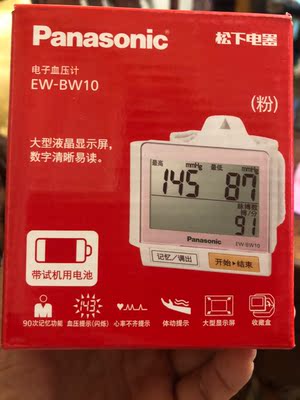 Panasonic
松下电器
电子血压计
EW-BW10
(粉)
大型液晶显示屏,
数字清晰易读。
最高 mmHg 最低 mmHg
145 87
脉搏数
拍/分
91
Panasonic
EW-BW10
记忆/调出
开始▶结束
带试机用电池
143
90次记忆功能 血压提示(闪烁) 心率不齐提示 体动提示 大型显示屏 收藏盒